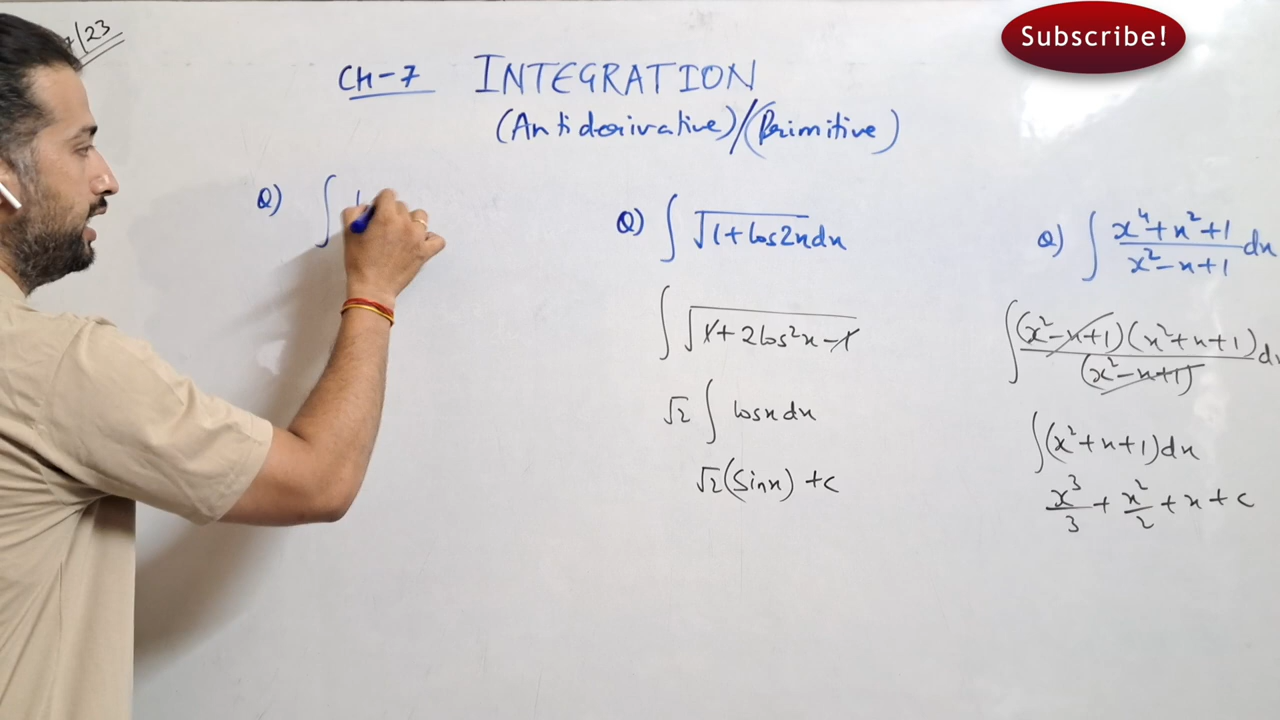 /23
Subscribe!
Ch-7 INTEGRATION
(Antiderivative)/(Primitive)
Q) ∫
Q) ∫ √(1+cos2x) dx
∫ √(1+2cos²x-1)
√2 ∫ cosx dx
√2(sinx) +c
Q) ∫ (x⁴+x²+1)/(x²-x+1) dx
∫ (x²-x+1)(x²+x+1)/(x²-x+1) dx
∫(x²+x+1)dx
x³/3 + x²/2 + x + c